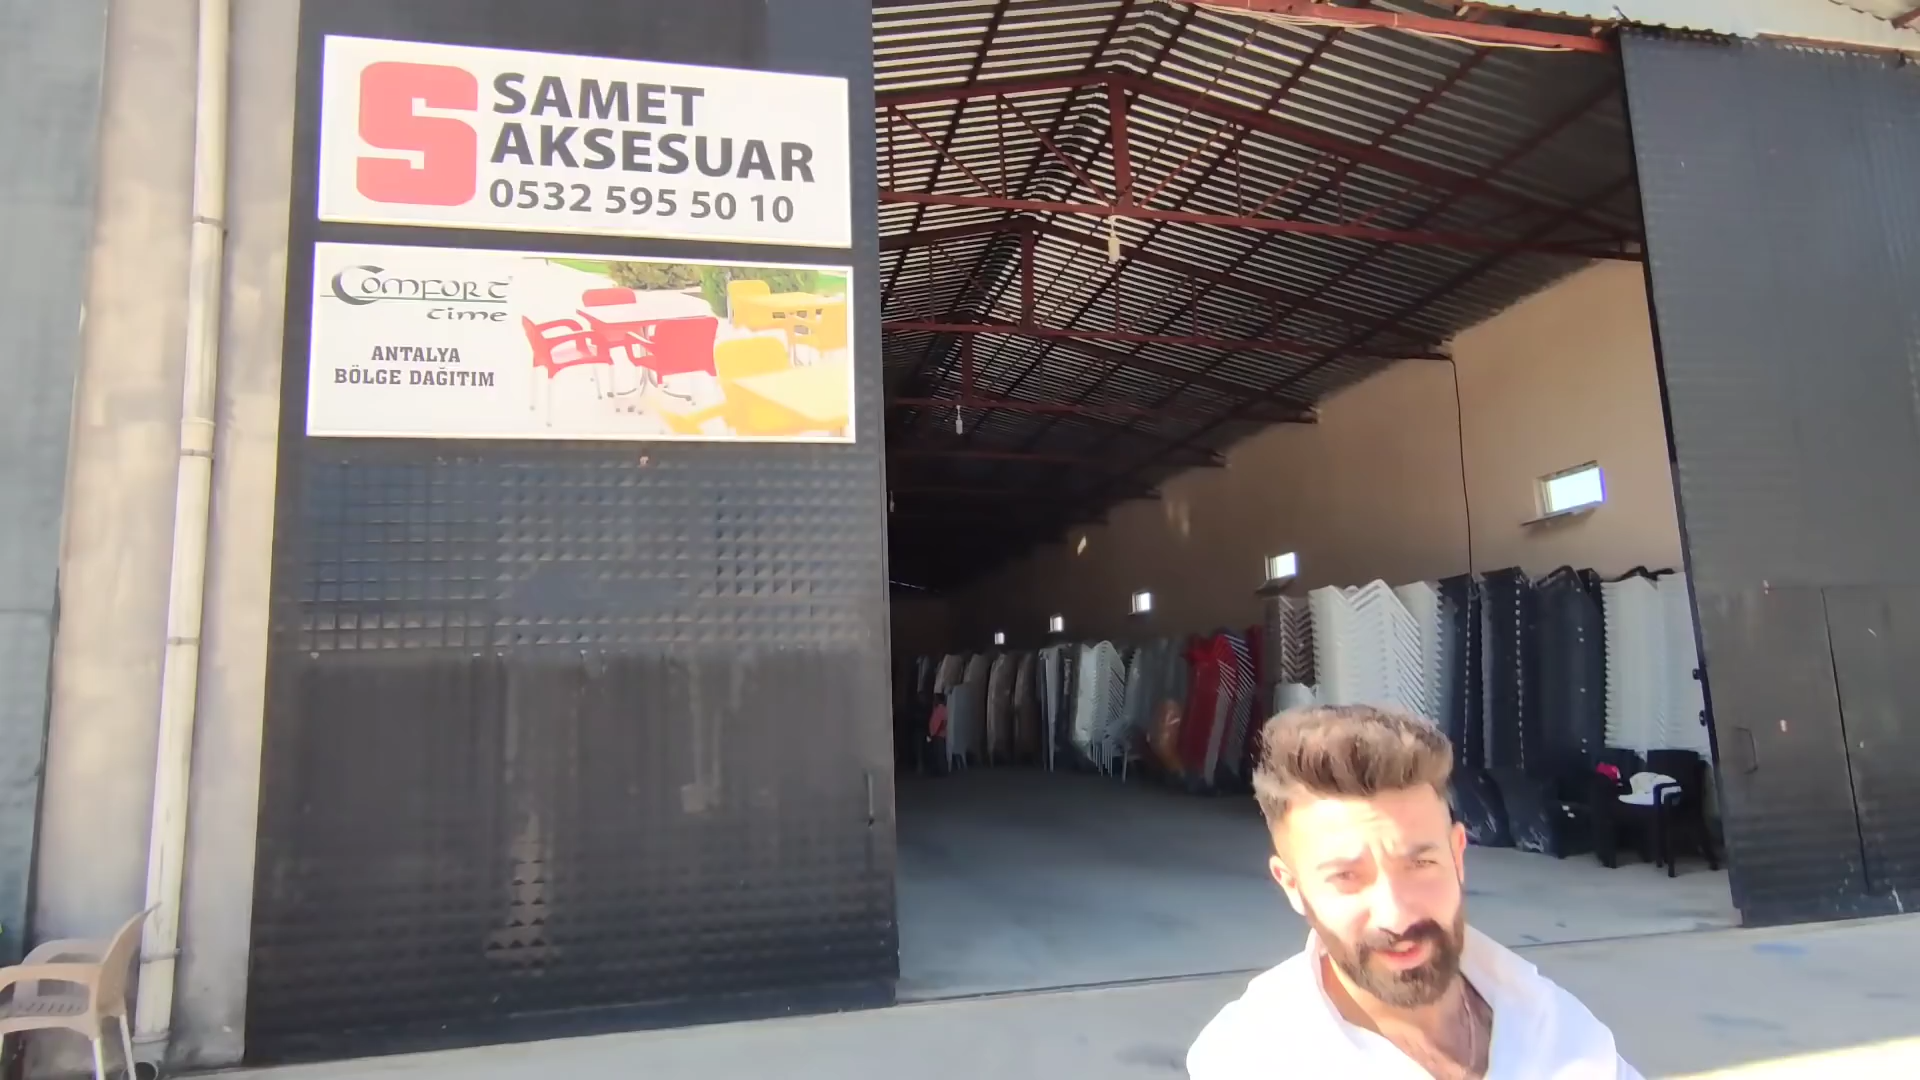 S SAMET
AKSESUAR
0532 595 50 10
COMFORT
time
ANTALYA
BÖLGE DAĞITIM